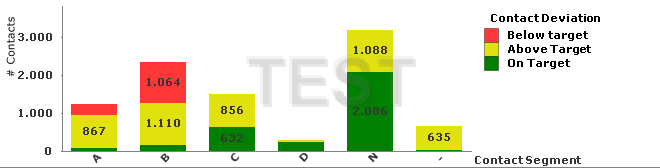 Contact Deviation
Below target
Above Target
On Target
# Contacts
3.000
2.000
1.000
0
867
1.064
1.110
856
632
1.088
2.086
635
TEST
A
B
C
D
N
-
Contact Segment